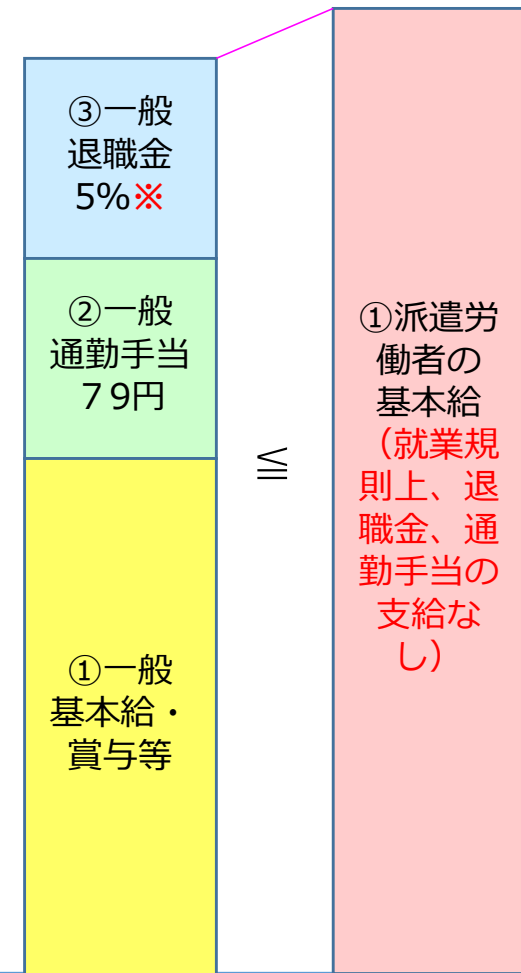 ③一般
退職金
5%※
②一般
通勤手当
７9円
①一般
基本給・
賞与等
≦
①派遣労
働者の
基本給
（就業規
則上、退
職金、通
勤手当の
支給な
し）